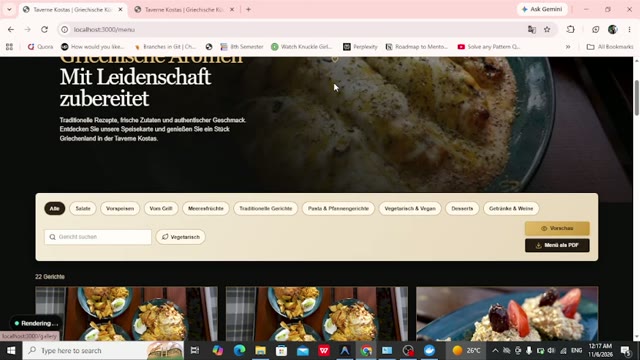 Taverne Kostas | Griechische Kö
Taverne Kostas | Griechische Kö
Ask Gemini
localhost:3000/menu
Quora
How would you like...
Branches in Git | Ch...
8th Semester
Watch Knuckle Girl...
Perplexity
Roadmap to Mento...
Solve any Pattern Q...
All Bookmarks
Griechische Aromen
Mit Leidenschaft
zubereitet
Traditionelle Rezepte, frische Zutaten und authentischer Geschmack.
Entdecken Sie unsere Speisekarte und genießen Sie ein Stück
Griechenland in der Taverne Kostas.
Alle
Salate
Vorspeisen
Vom Grill
Meeresfrüchte
Traditionelle Gerichte
Pasta & Pfannengerichte
Vegetarisch & Vegan
Desserts
Getränke & Weine
Gericht suchen
Vegetarisch
Vorschau
Menü als PDF
22 Gerichte
Rendering...
localhost:3000/gallery
Type here to search
26°C
ENG
12:17 AM
11/6/2026